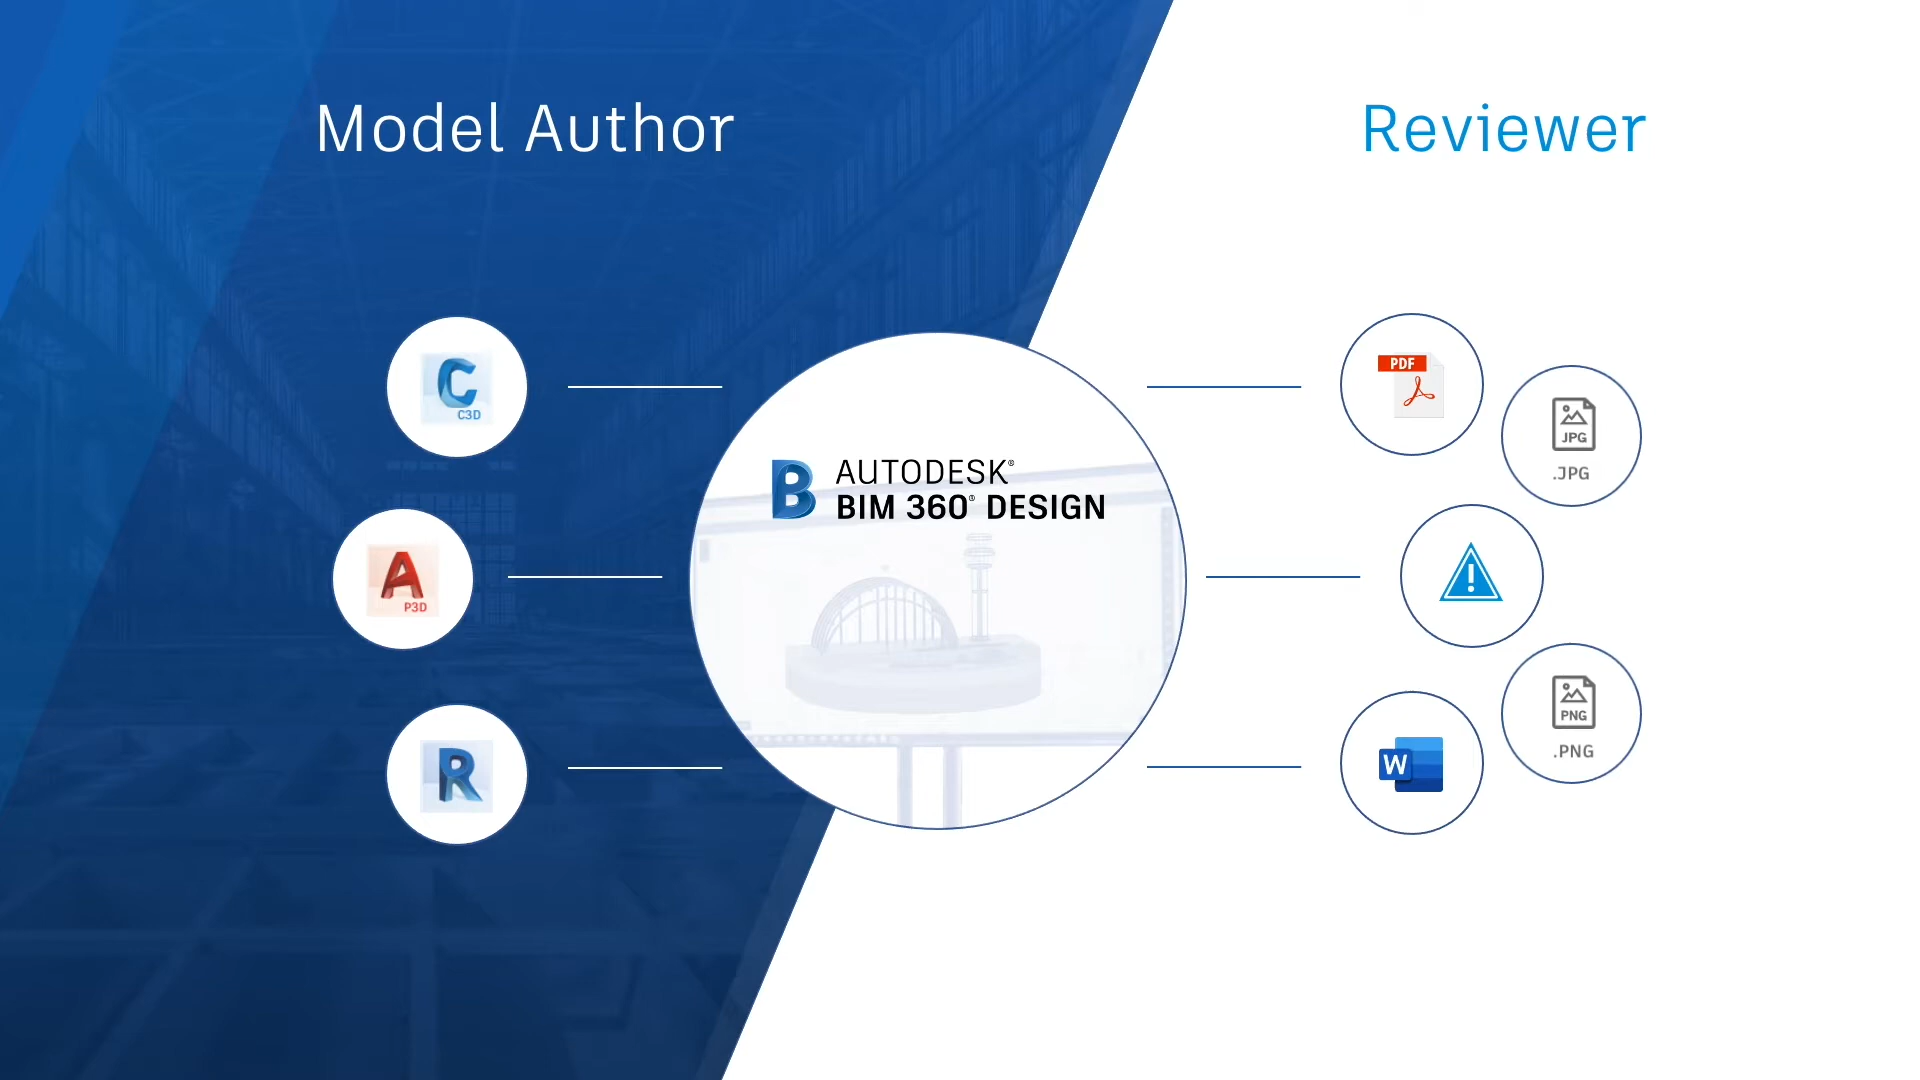 Model Author
Reviewer
C
C3D
A
P3D
R
B
AUTODESK®
BIM 360® DESIGN
PDF
JPG
.JPG
!
PNG
.PNG
W